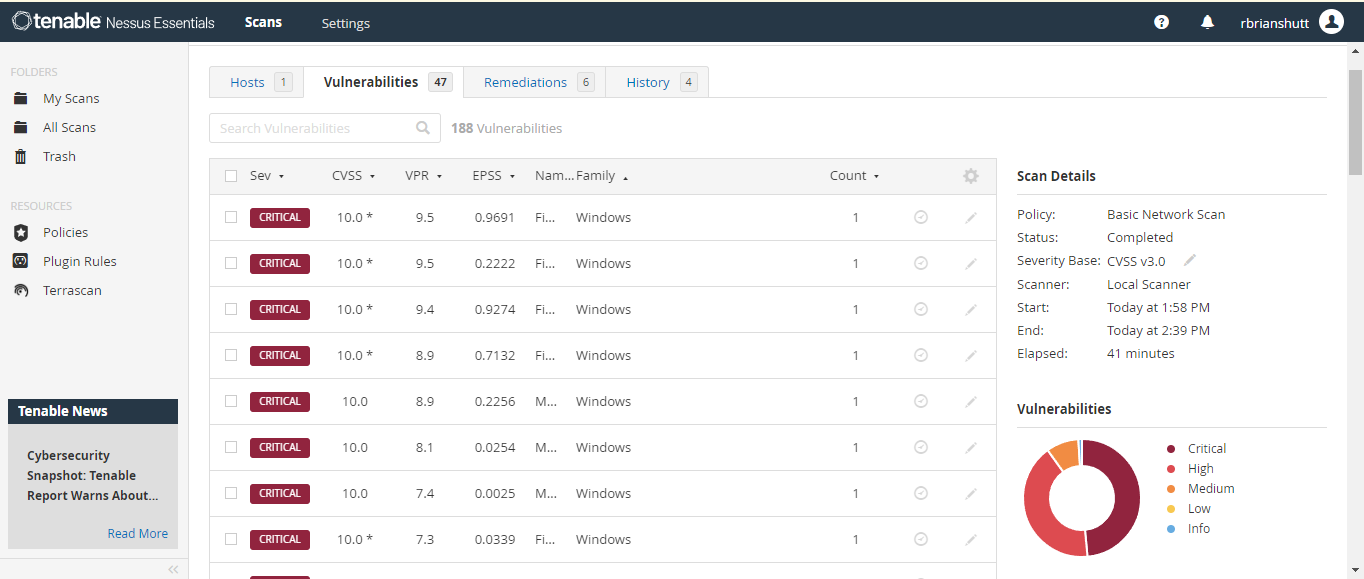 tenable Nessus Essentials Scans Settings ? rbrianshutt
FOLDERS
My Scans
All Scans
Trash
RESOURCES
Policies
Plugin Rules
Terrascan
Tenable News
Cybersecurity
Snapshot: Tenable
Report Warns About...
Read More
Hosts 1 Vulnerabilities 47 Remediations 6 History 4
Search Vulnerabilities 188 Vulnerabilities
Sev CVSS VPR EPSS Nam... Family Count
CRITICAL 10.0 * 9.5 0.9691 Fi... Windows 1
CRITICAL 10.0 * 9.5 0.2222 Fi... Windows 1
CRITICAL 10.0 * 9.4 0.9274 Fi... Windows 1
CRITICAL 10.0 * 8.9 0.7132 Fi... Windows 1
CRITICAL 10.0 8.9 0.2256 M... Windows 1
CRITICAL 10.0 8.1 0.0254 M... Windows 1
CRITICAL 10.0 7.4 0.0025 M... Windows 1
CRITICAL 10.0 * 7.3 0.0339 Fi... Windows 1
Scan Details
Policy: Basic Network Scan
Status: Completed
Severity Base: CVSS v3.0
Scanner: Local Scanner
Start: Today at 1:58 PM
End: Today at 2:39 PM
Elapsed: 41 minutes
Vulnerabilities
Critical
High
Medium
Low
Info